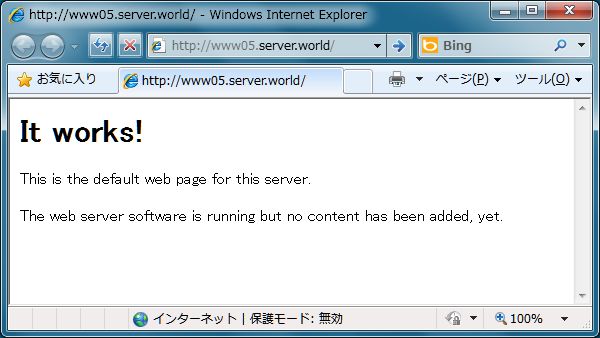 http://www05.server.world/ - Windows Internet Explorer
http://www05.server.world/
Bing
お気に入り
http://www05.server.world/
ページ(P)
ツール(O)
It works!
This is the default web page for this server.
The web server software is running but no content has been added, yet.
インターネット | 保護モード: 無効
100%